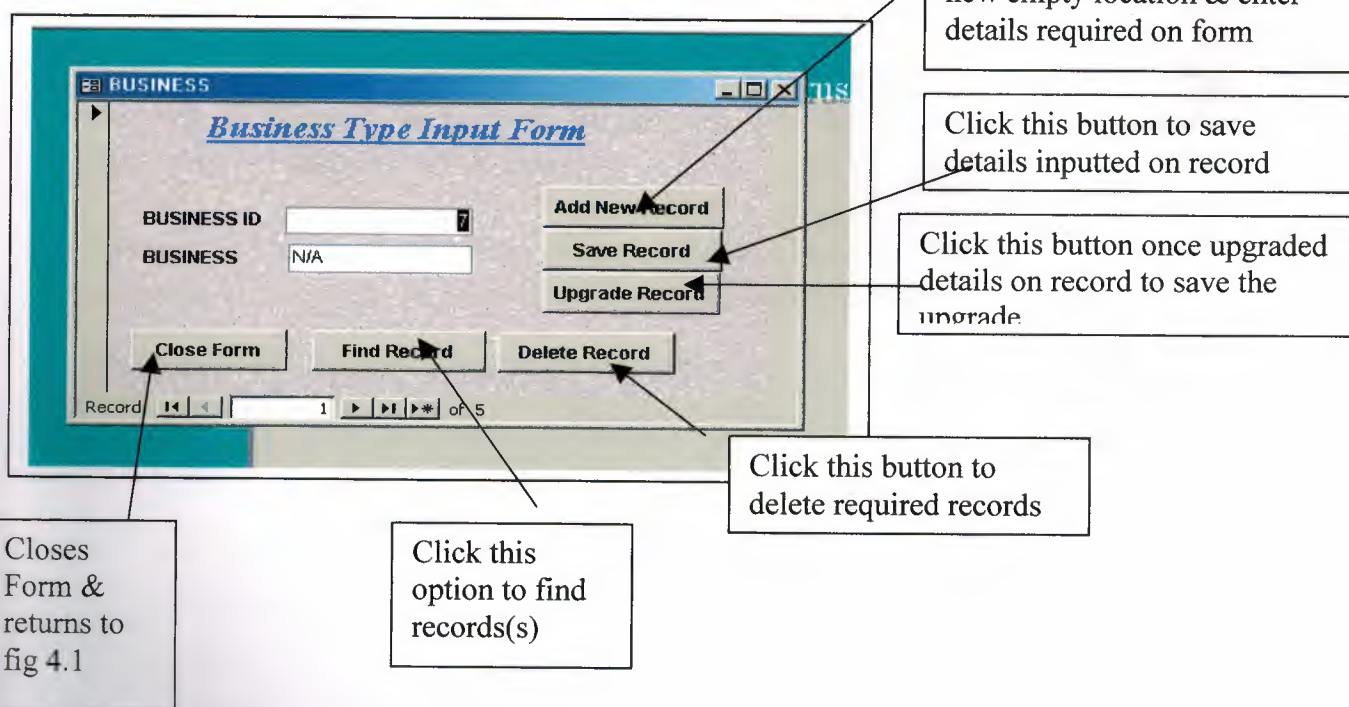 new empty location & enter
details required on form
BUSINESS
ns
Business Type Input Form
Click this button to save
details inputted on record
BUSINESS ID 7
Add New Record
BUSINESS N/A
Save Record
Click this button once upgraded
details on record to save the
upgrade
Upgrade Record
Close Form
Find Record
Delete Record
Record: 1 of 5
Click this button to
delete required records
Closes
Form &
returns to
fig 4.1
Click this
option to find
records(s)